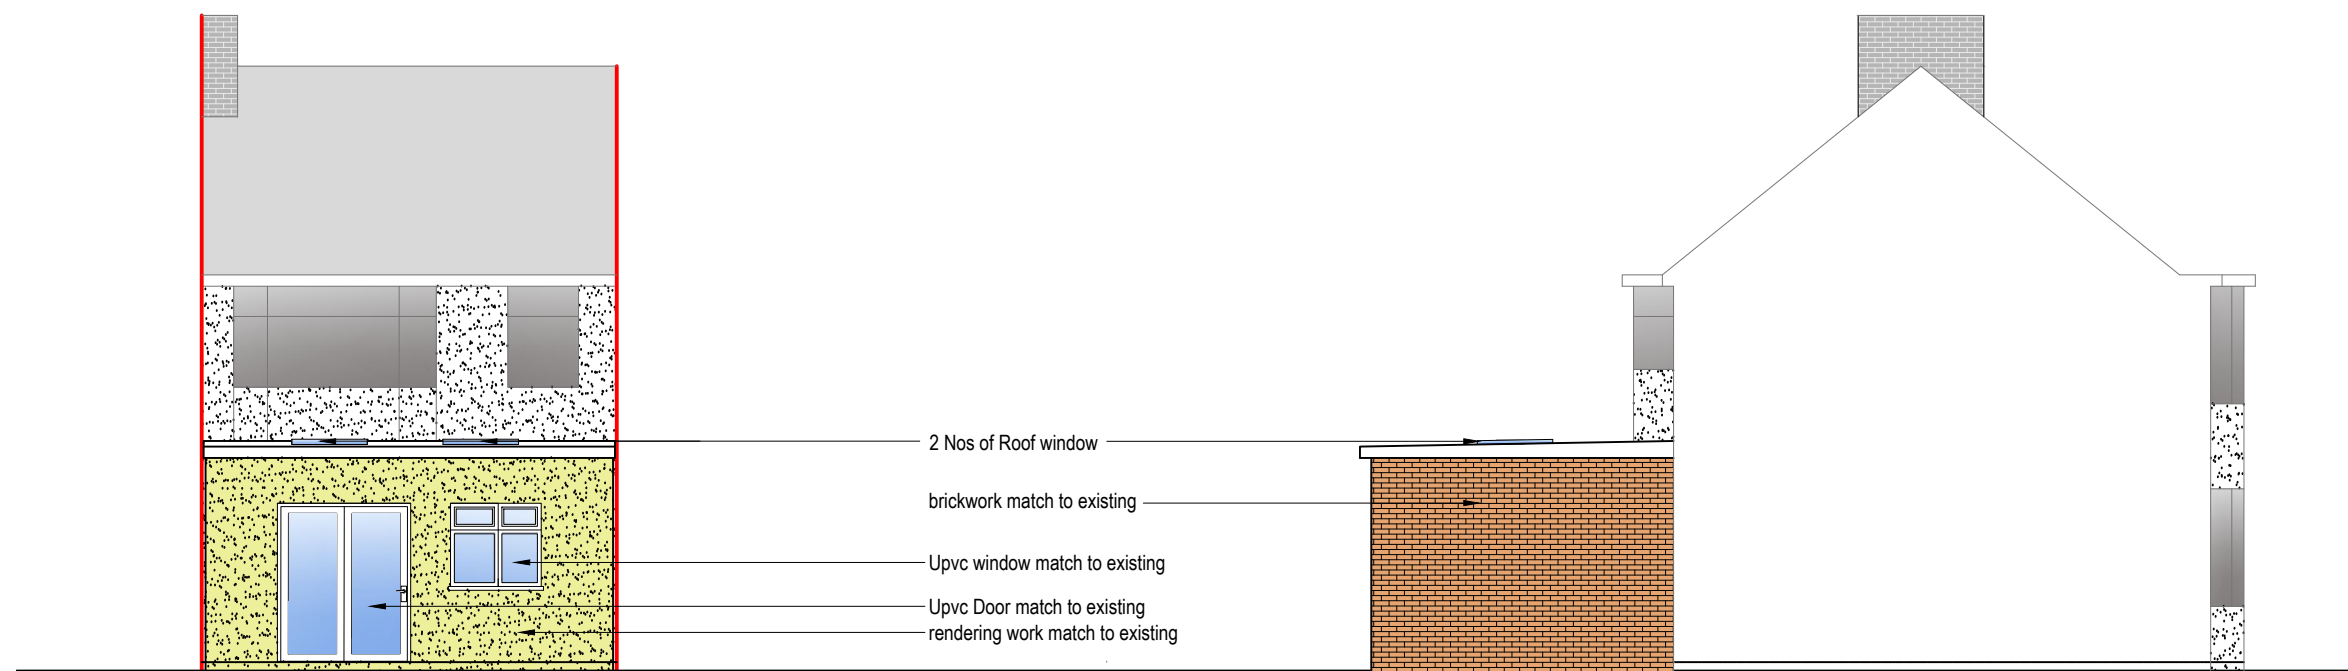 2 Nos of Roof window
brickwork match to existing
Upvc window match to existing
Upvc Door match to existing
rendering work match to existing